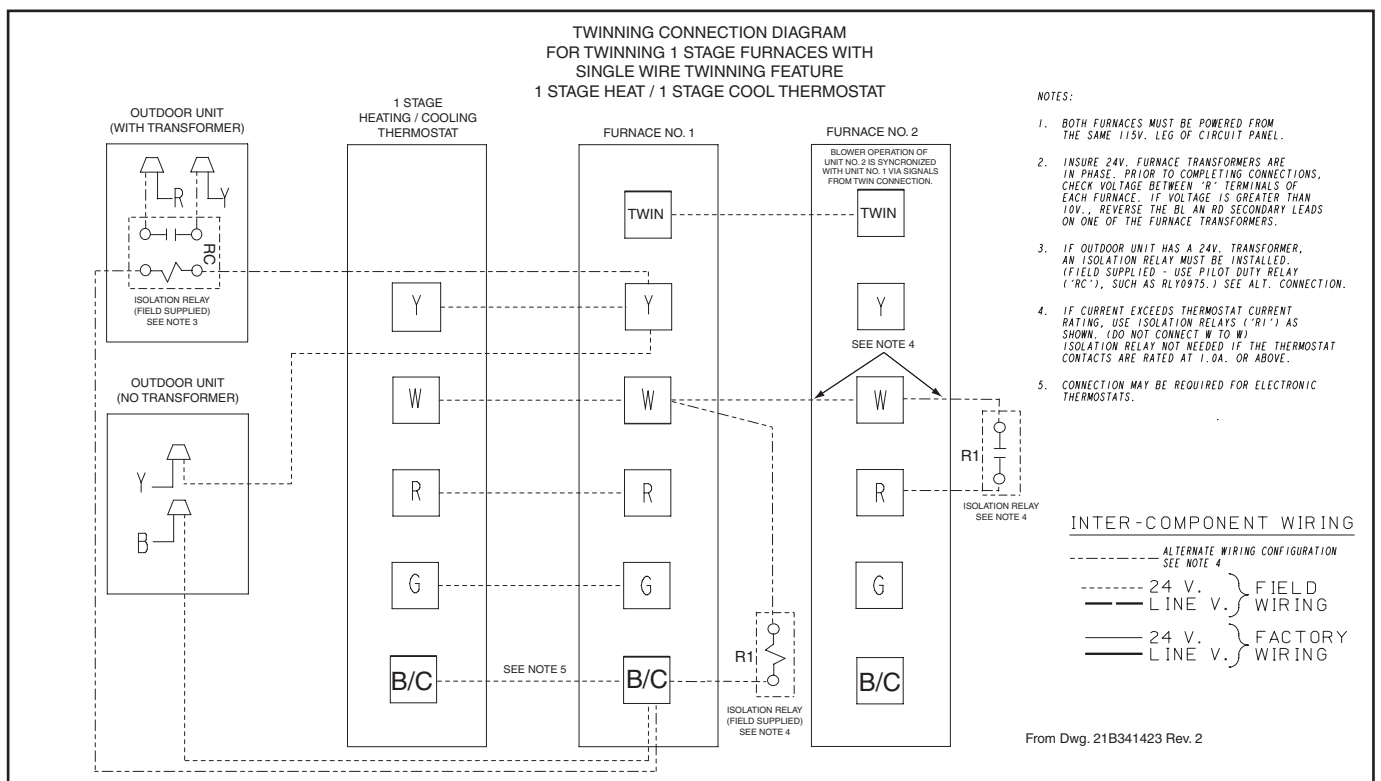 TWINNING CONNECTION DIAGRAM
FOR TWINNING 1 STAGE FURNACES WITH
SINGLE WIRE TWINNING FEATURE
1 STAGE HEAT / 1 STAGE COOL THERMOSTAT
OUTDOOR UNIT
(WITH TRANSFORMER)
R
Y
RC
ISOLATION RELAY
(FIELD SUPPLIED)
SEE NOTE 3
OUTDOOR UNIT
(NO TRANSFORMER)
Y
B
1 STAGE
HEATING / COOLING
THERMOSTAT
Y
W
R
G
B/C
SEE NOTE 5
FURNACE NO. 1
TWIN
Y
W
R
G
B/C
R1
ISOLATION RELAY
(FIELD SUPPLIED)
SEE NOTE 4
FURNACE NO. 2
BLOWER OPERATION OF
UNIT NO. 2 IS SYNCRONIZED
WITH UNIT NO. 1 VIA SIGNALS
FROM TWIN CONNECTION.
TWIN
Y
SEE NOTE 4
W
R
G
B/C
R1
ISOLATION RELAY
SEE NOTE 4
NOTES:
1. BOTH FURNACES MUST BE POWERED FROM
THE SAME 115V. LEG OF CIRCUIT PANEL.
2. INSURE 24V. FURNACE TRANSFORMERS ARE
IN PHASE. PRIOR TO COMPLETING CONNECTIONS,
CHECK VOLTAGE BETWEEN 'R' TERMINALS OF
EACH FURNACE. IF VOLTAGE IS GREATER THAN
10V., REVERSE THE BL AN RD SECONDARY LEADS
ON ONE OF THE FURNACE TRANSFORMERS.
3. IF OUTDOOR UNIT HAS A 24V. TRANSFORMER,
AN ISOLATION RELAY MUST BE INSTALLED.
(FIELD SUPPLIED - USE PILOT DUTY RELAY
('RC'), SUCH AS RLY0975.) SEE ALT. CONNECTION.
4. IF CURRENT EXCEEDS THERMOSTAT CURRENT
RATING, USE ISOLATION RELAYS ('R1') AS
SHOWN. (DO NOT CONNECT W TO W)
ISOLATION RELAY NOT NEEDED IF THE THERMOSTAT
CONTACTS ARE RATED AT 1.0A. OR ABOVE.
5. CONNECTION MAY BE REQUIRED FOR ELECTRONIC
THERMOSTATS.
INTER-COMPONENT WIRING
ALTERNATE WIRING CONFIGURATION
SEE NOTE 4
24 V.
LINE V.
FIELD
WIRING
24 V.
LINE V.
FACTORY
WIRING
From Dwg. 21B341423 Rev. 2